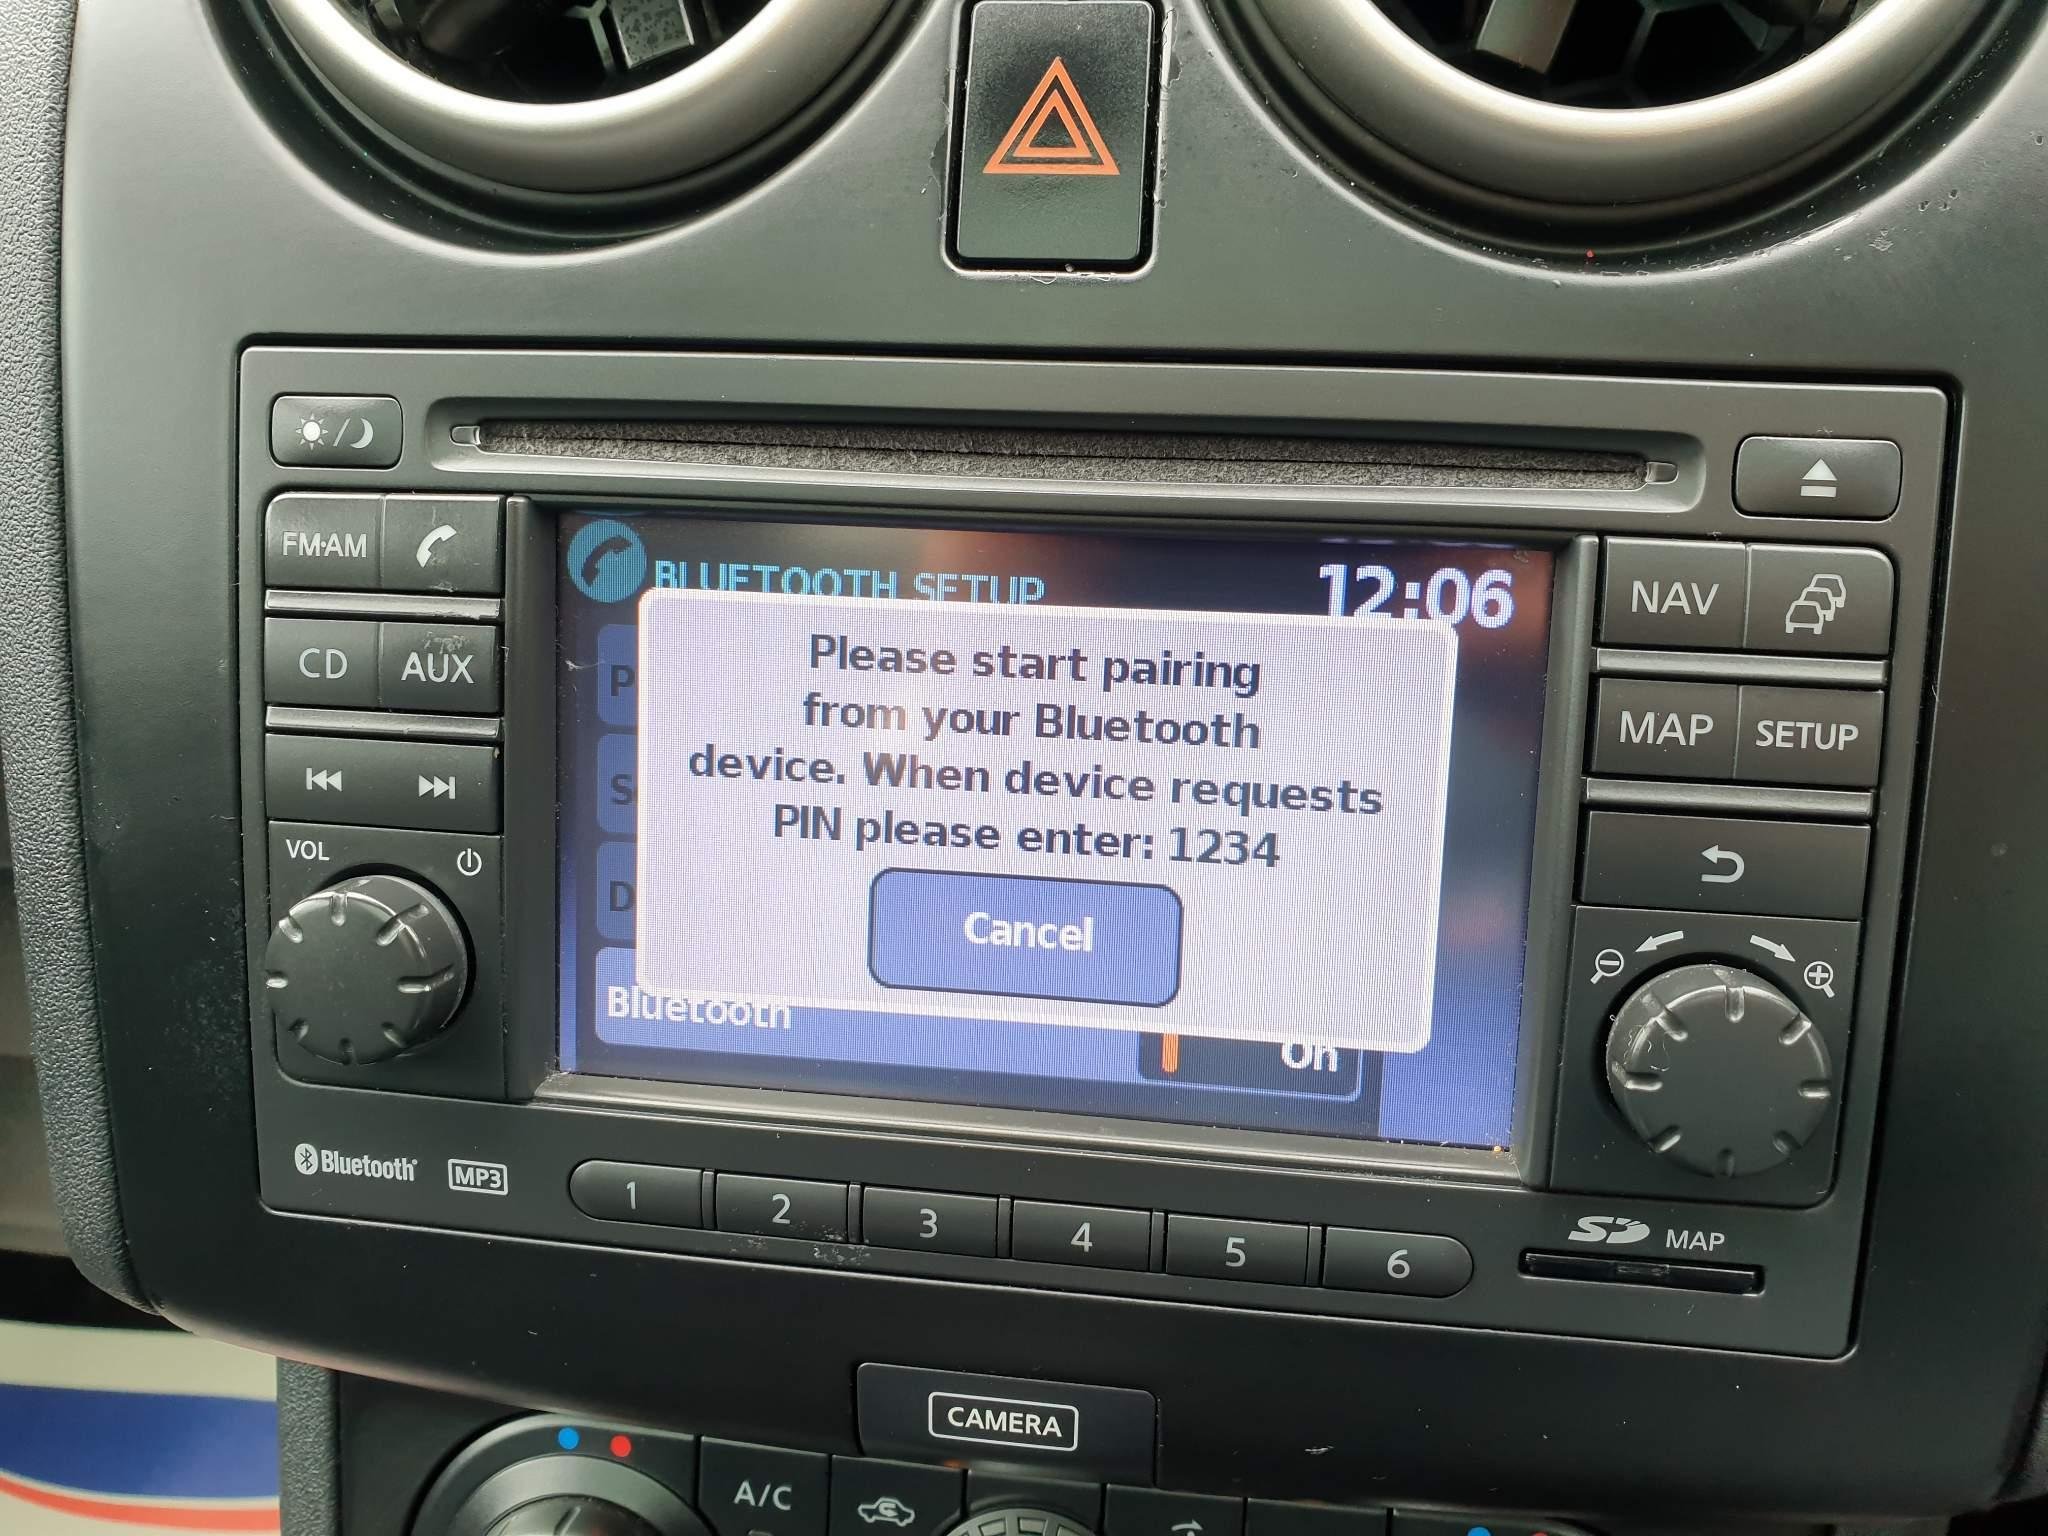 FM·AM
CD
AUX
VOL
BLUETOOTH SETUP
12:06
Please start pairing
from your Bluetooth
device. When device requests
PIN please enter: 1234
Cancel
P
S
D
Bluetooth
On
NAV
MAP
SETUP
Bluetooth
MP3
1
2
3
4
5
6
SD MAP
CAMERA
A/C